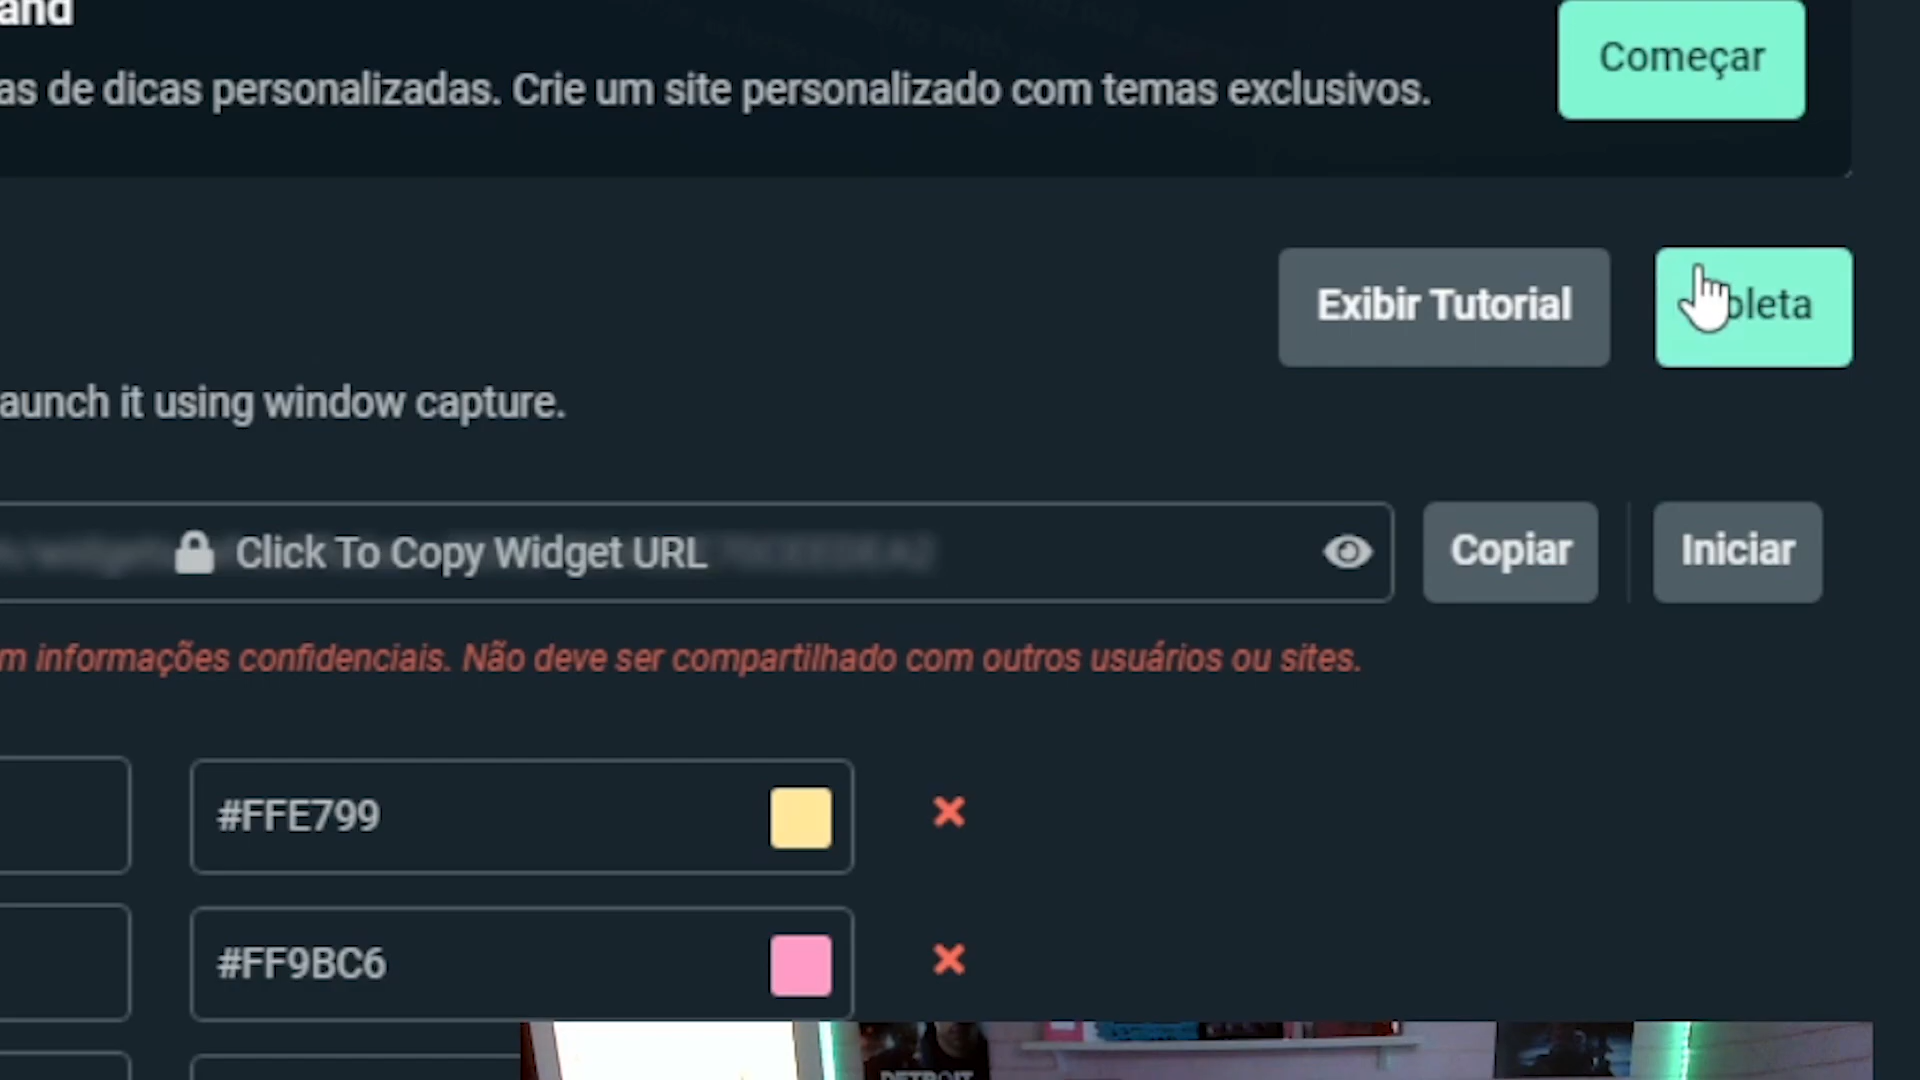 and
as de dicas personalizadas. Crie um site personalizado com temas exclusivos.
Começar
Exibir Tutorial
oleta
aunch it using window capture.
Click To Copy Widget URL
Copiar
Iniciar
m informações confidenciais. Não deve ser compartilhado com outros usuários ou sites.
#FFE799
#FF9BC6
DETROIT